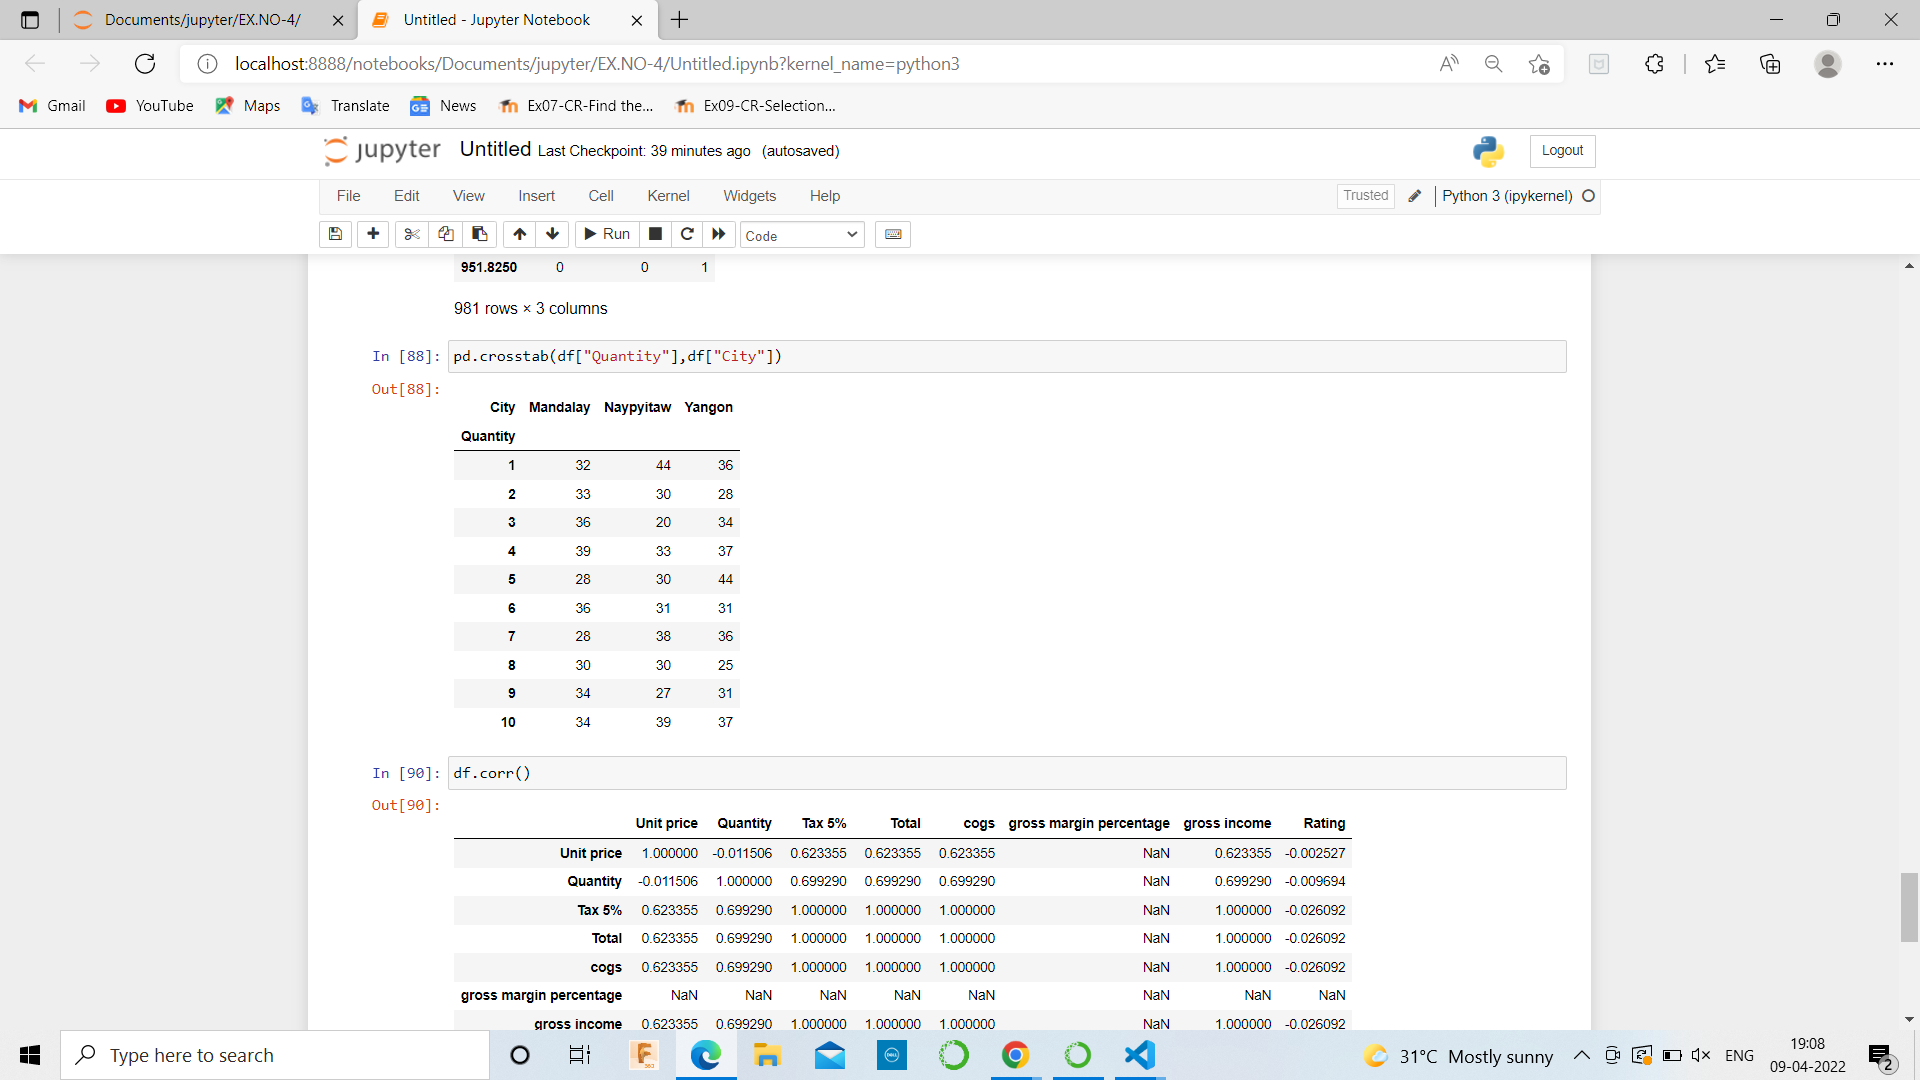 Documents/jupyter/EX.NO-4/
Untitled - Jupyter Notebook
localhost:8888/notebooks/Documents/jupyter/EX.NO-4/Untitled.ipynb?kernel_name=python3
Gmail YouTube Maps Translate News Ex07-CR-Find the... Ex09-CR-Selection...
jupyter Untitled Last Checkpoint: 39 minutes ago (autosaved) Logout
File Edit View Insert Cell Kernel Widgets Help Trusted Python 3 (ipykernel)
Run Code
951.8250 0 0 1
981 rows × 3 columns
In [88]: pd.crosstab(df["Quantity"],df["City"])
Out[88]:
City Mandalay Naypyitaw Yangon
Quantity
1 32 44 36
2 33 30 28
3 36 20 34
4 39 33 37
5 28 30 44
6 36 31 31
7 28 38 36
8 30 30 25
9 34 27 31
10 34 39 37
In [90]: df.corr()
Out[90]:
Unit price Quantity Tax 5% Total cogs gross margin percentage gross income Rating
Unit price 1.000000 -0.011506 0.623355 0.623355 0.623355 NaN 0.623355 -0.002527
Quantity -0.011506 1.000000 0.699290 0.699290 0.699290 NaN 0.699290 -0.009694
Tax 5% 0.623355 0.699290 1.000000 1.000000 1.000000 NaN 1.000000 -0.026092
Total 0.623355 0.699290 1.000000 1.000000 1.000000 NaN 1.000000 -0.026092
cogs 0.623355 0.699290 1.000000 1.000000 1.000000 NaN 1.000000 -0.026092
gross margin percentage NaN NaN NaN NaN NaN NaN NaN NaN
gross income 0.623355 0.699290 1.000000 1.000000 1.000000 NaN 1.000000 -0.026092
Type here to search
31°C Mostly sunny ENG
19:08
09-04-2022
2